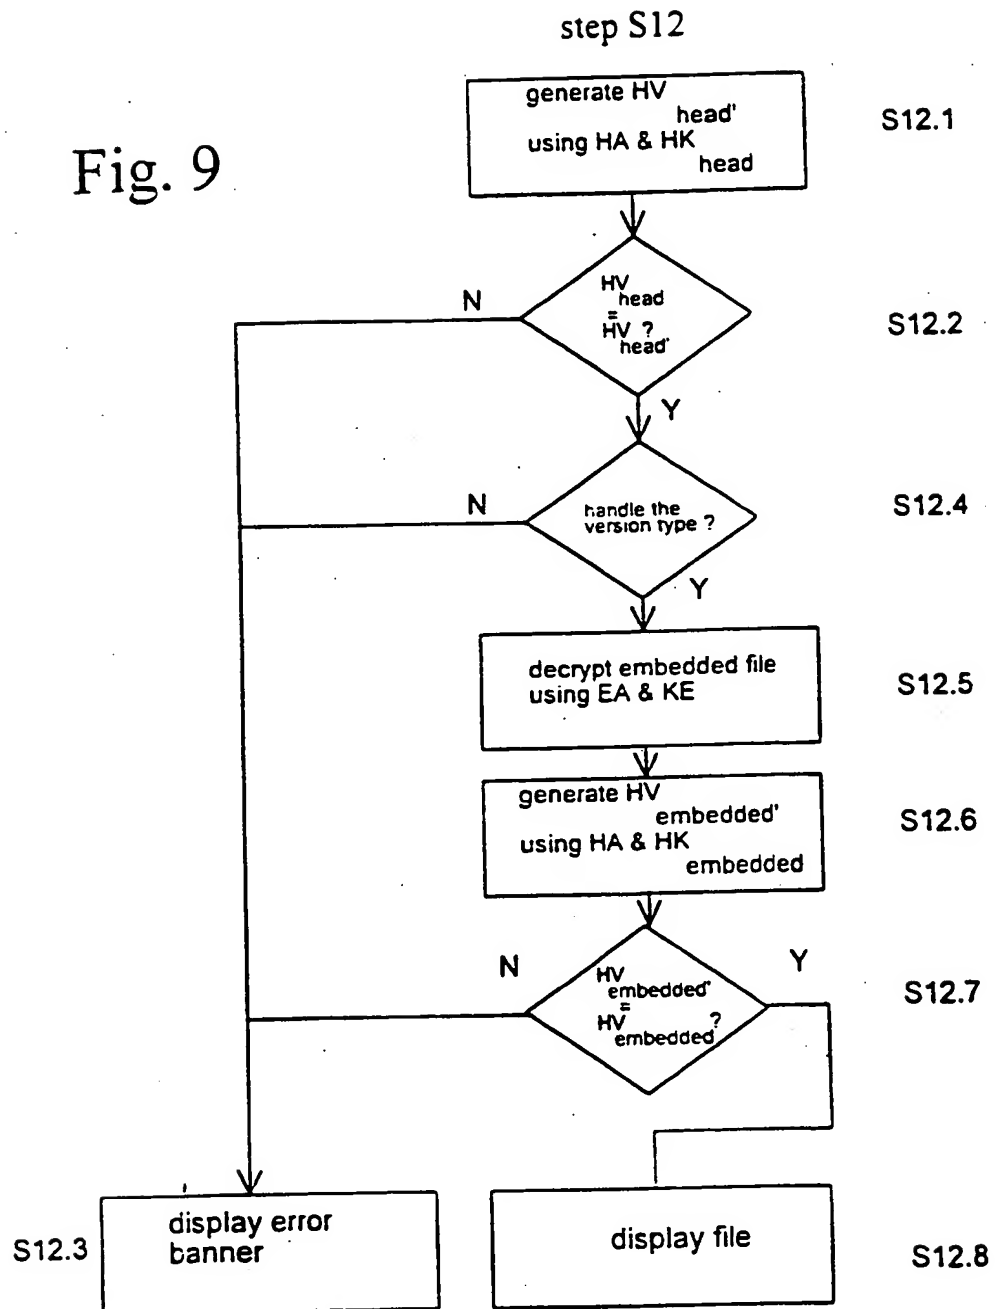 step S12
Fig. 9
generate HV
head'
using HA & HK
head
S12.1
HV
head
=
HV ?
head'
N
Y
S12.2
handle the
version type ?
N
Y
S12.4
decrypt embedded file
using EA & KE
S12.5
generate HV
embedded'
using HA & HK
embedded
S12.6
N
Y
HV
embedded'
=
HV ?
embedded
S12.7
S12.3
display error
banner
display file
S12.8